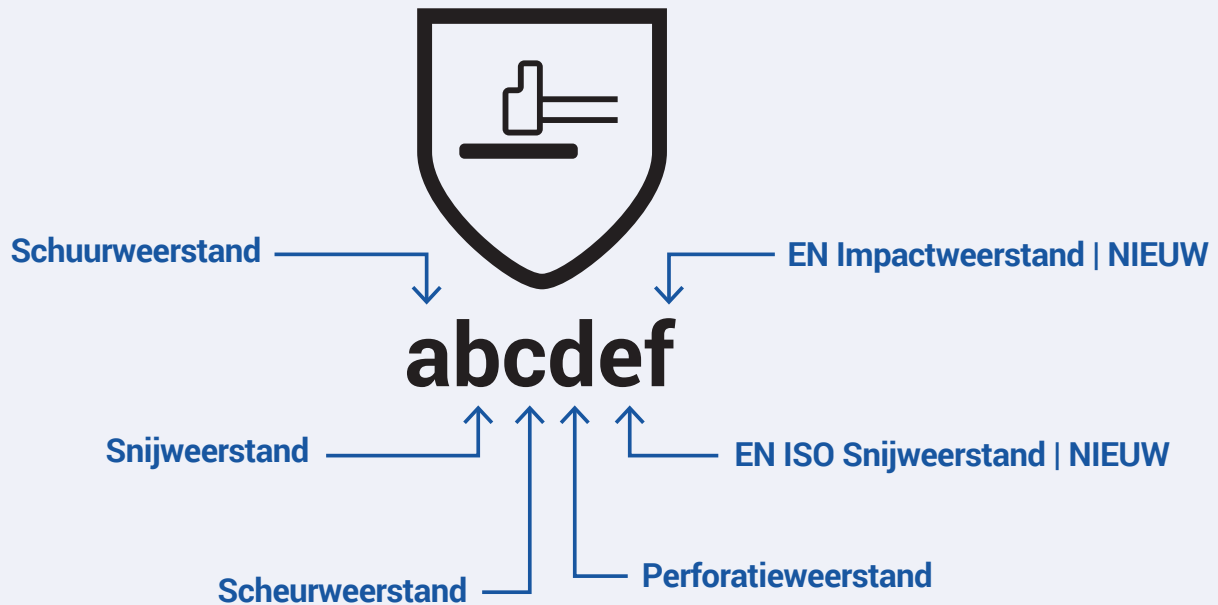 Schuurweerstand
EN Impactweerstand | NIEUW
abcdef
Snijweerstand
EN ISO Snijweerstand | NIEUW
Scheurweerstand
Perforatieweerstand